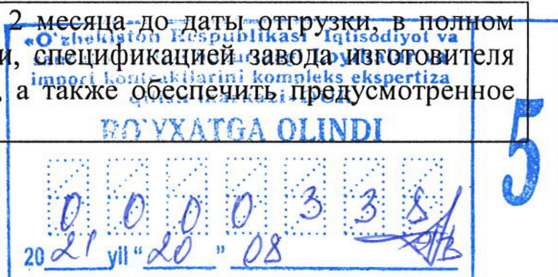 2 месяца до даты отгрузки, в полном
«O`zbekiston Respublikasi Iqtisodiyot va
и, спецификацией завода изготовителя
import kontraktlarini kompleks ekspertiza
, а также обеспечить предусмотренное
RO`YXATGA OLINDI
5
0 0 0 0 3 3 8
20 21 yil “ 20 ” 08